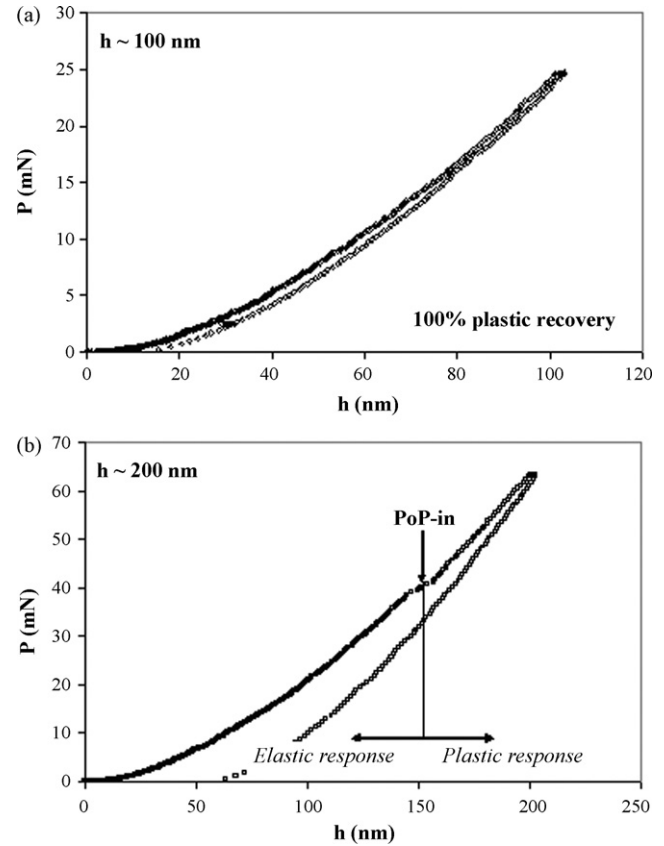 (a)
30
h ~ 100 nm
25
20
15
10
5
0
P (mN)
100% plastic recovery
0 20 40 60 80 100 120
h (nm)
(b)
70
h ~ 200 nm
60
PoP-in
50
40
30
20
10
0
P (mN)
Elastic response Plastic response
0 50 100 150 200 250
h (nm)